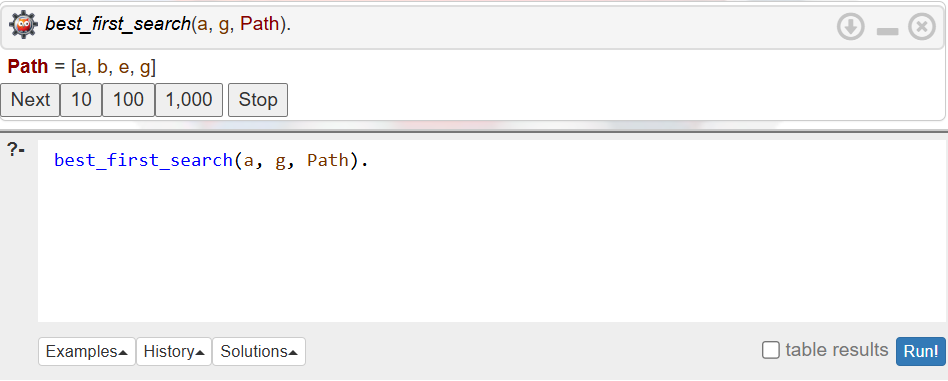 best_first_search(a, g, Path).
Path = [a, b, e, g]
Next 10 100 1,000 Stop
?- best_first_search(a, g, Path).
Examples History Solutions table results Run!